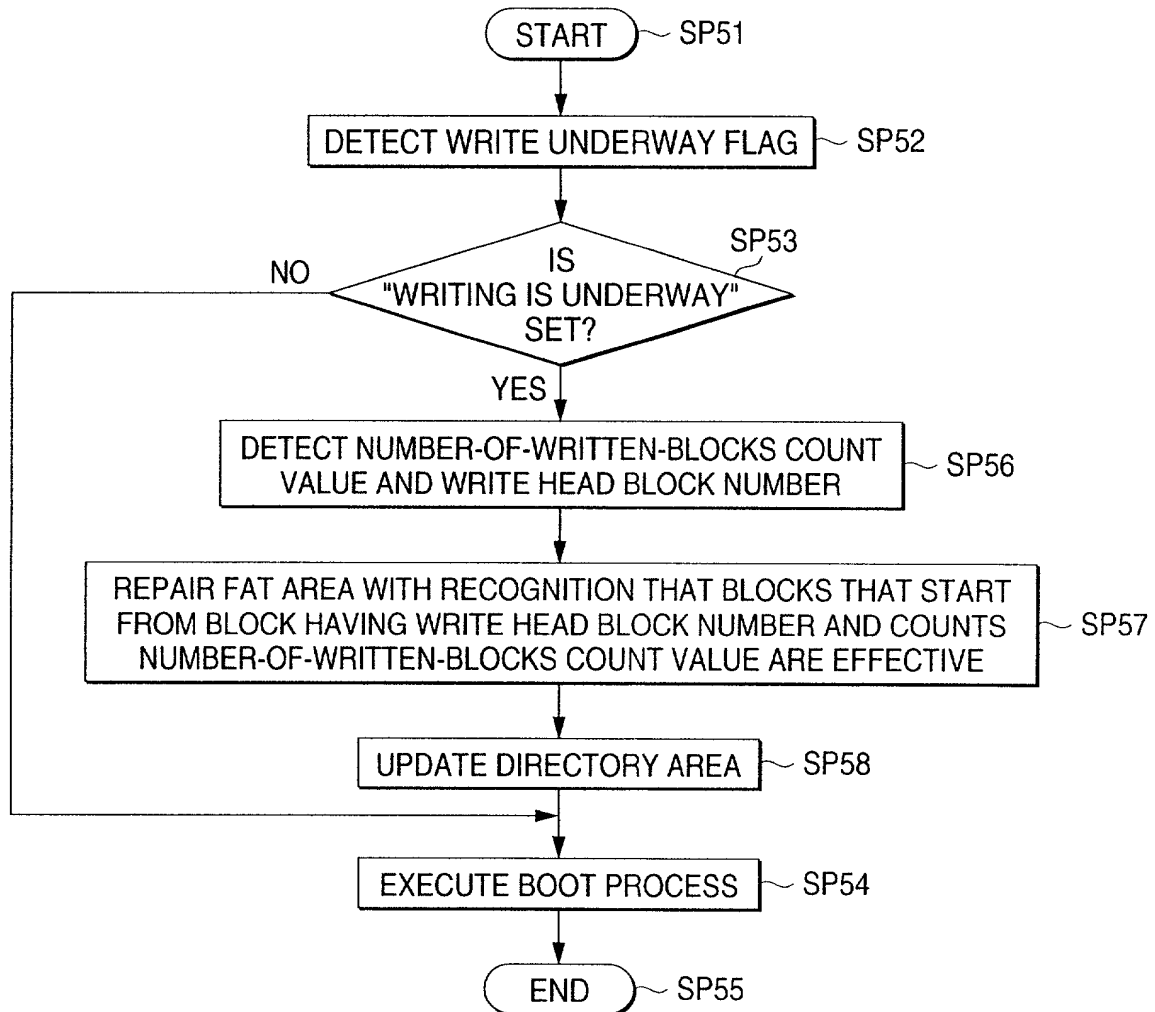 START
SP51
DETECT WRITE UNDERWAY FLAG
SP52
SP53
IS
"WRITING IS UNDERWAY"
SET?
NO
YES
DETECT NUMBER-OF-WRITTEN-BLOCKS COUNT
VALUE AND WRITE HEAD BLOCK NUMBER
SP56
REPAIR FAT AREA WITH RECOGNITION THAT BLOCKS THAT START
FROM BLOCK HAVING WRITE HEAD BLOCK NUMBER AND COUNTS
NUMBER-OF-WRITTEN-BLOCKS COUNT VALUE ARE EFFECTIVE
SP57
UPDATE DIRECTORY AREA
SP58
EXECUTE BOOT PROCESS
SP54
END
SP55